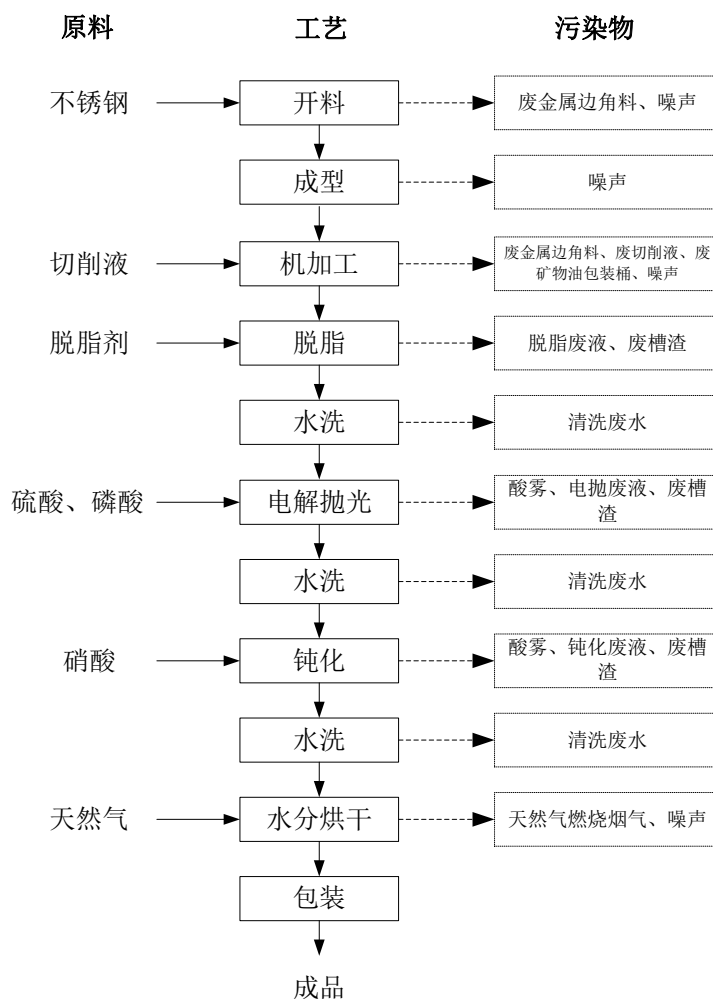 原料 工艺 污染物
不锈钢 开料 废金属边角料、噪声
成型 噪声
切削液 机加工 废金属边角料、废切削液、废
矿物油包装桶、噪声
脱脂剂 脱脂 脱脂废液、废槽渣
水洗 清洗废水
硫酸、磷酸 电解抛光 酸雾、电抛废液、废槽
渣
水洗 清洗废水
硝酸 钝化 酸雾、钝化废液、废槽
渣
水洗 清洗废水
天然气 水分烘干 天然气燃烧烟气、噪声
包装
成品